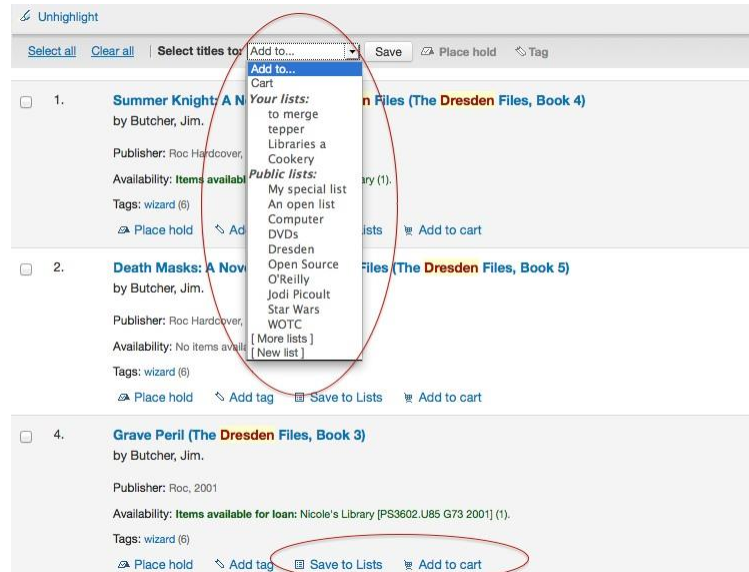 Unhighlight
Select all Clear all | Select titles to: Add to... Save Place hold Tag
Add to...
Cart
Your lists:
to merge
tepper
Libraries a
Cookery
Public lists:
My special list
An open list
Computer
DVDs
Dresden
Open Source
O'Reilly
Jodi Picoult
Star Wars
WOTC
[ More lists ]
[ New list ]
1. Summer Knight: A N n Files (The Dresden Files, Book 4)
by Butcher, Jim.
Publisher: Roc Hardcover,
Availability: Items availabl ary (1).
Tags: wizard (6)
Place hold Ad ists Add to cart
2. Death Masks: A Nov Files (The Dresden Files, Book 5)
by Butcher, Jim.
Publisher: Roc Hardcover,
Availability: No items avail
Tags: wizard (6)
Place hold Add tag Save to Lists Add to cart
4. Grave Peril (The Dresden Files, Book 3)
by Butcher, Jim.
Publisher: Roc, 2001
Availability: Items available for loan: Nicole's Library [PS3602.U85 G73 2001] (1).
Tags: wizard (6)
Place hold Add tag Save to Lists Add to cart